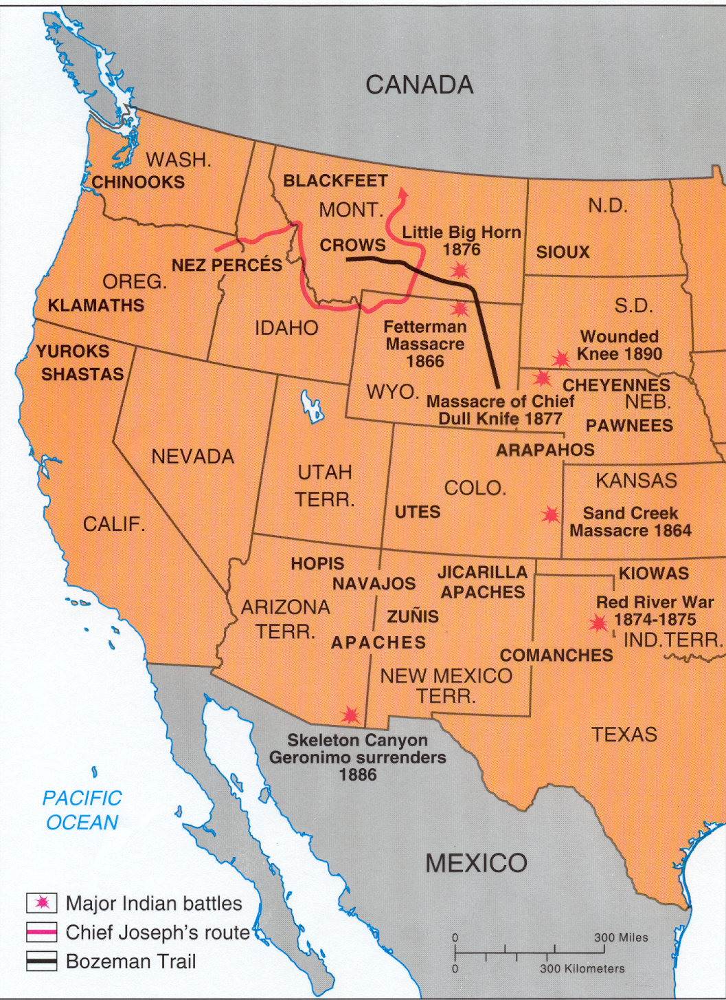 CANADA
WASH.
CHINOOKS
BLACKFEET
MONT.
N.D.
Little Big Horn
1876
CROWS
SIOUX
NEZ PERCÉS
OREG.
KLAMATHS
S.D.
IDAHO
Fetterman
Massacre
1866
Wounded
Knee 1890
YUROKS
SHASTAS
WYO.
CHEYENNES
NEB.
Massacre of Chief
Dull Knife 1877
PAWNEES
ARAPAHOS
NEVADA
UTAH
TERR.
COLO.
KANSAS
UTES
Sand Creek
Massacre 1864
CALIF.
HOPIS
NAVAJOS
JICARILLA
APACHES
KIOWAS
ARIZONA
TERR.
ZUÑIS
Red River War
1874-1875
IND.TERR.
APACHES
COMANCHES
NEW MEXICO
TERR.
TEXAS
Skeleton Canyon
Geronimo surrenders
1886
PACIFIC
OCEAN
MEXICO
Major Indian battles
Chief Joseph's route
Bozeman Trail
0 300 Miles
0 300 Kilometers